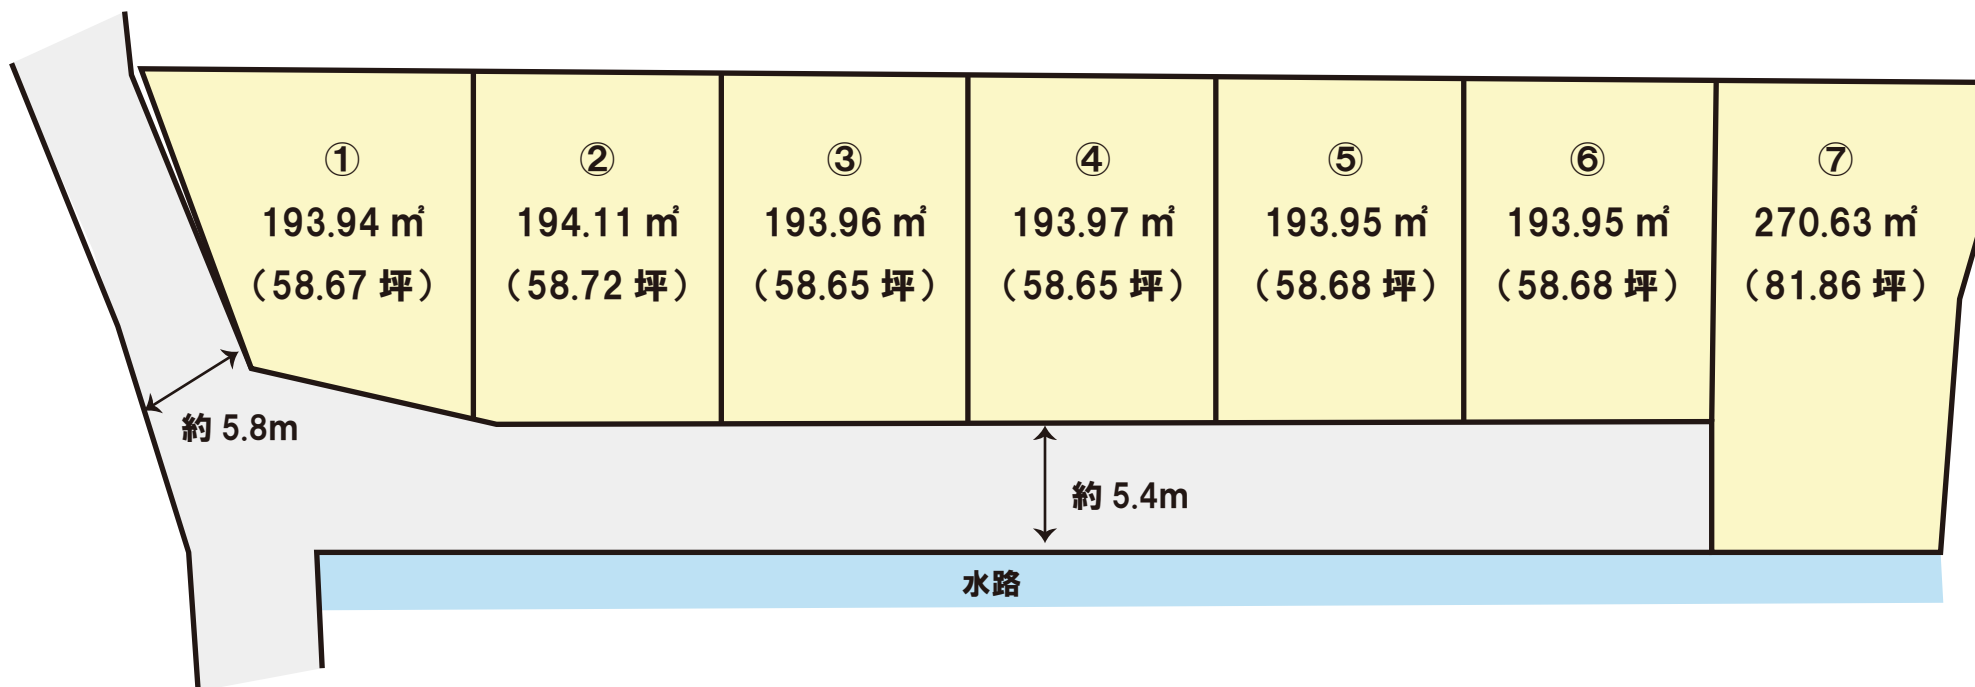 ①
193.94 ㎡
（58.67 坪）
②
194.11 ㎡
（58.72 坪）
③
193.96 ㎡
（58.65 坪）
④
193.97 ㎡
（58.65 坪）
⑤
193.95 ㎡
（58.68 坪）
⑥
193.95 ㎡
（58.68 坪）
⑦
270.63 ㎡
（81.86 坪）
約 5.8m
約 5.4m
水路